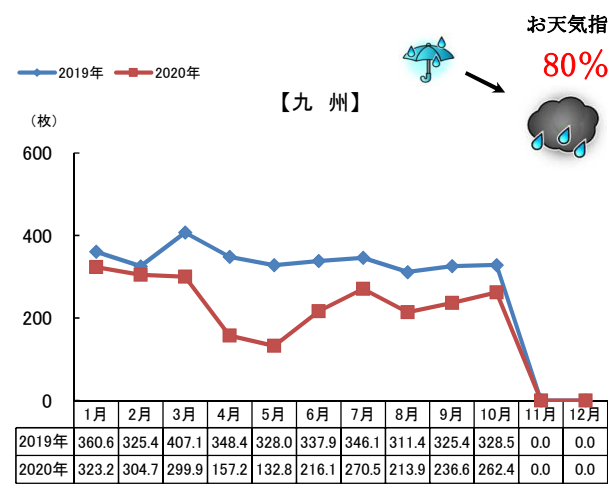 お天気指
80%
2019年 2020年
【九 州】
(枚)
600
400
200
0
1月 2月 3月 4月 5月 6月 7月 8月 9月 10月 11月 12月
2019年 360.6 325.4 407.1 348.4 328.0 337.9 346.1 311.4 325.4 328.5 0.0 0.0
2020年 323.2 304.7 299.9 157.2 132.8 216.1 270.5 213.9 236.6 262.4 0.0 0.0